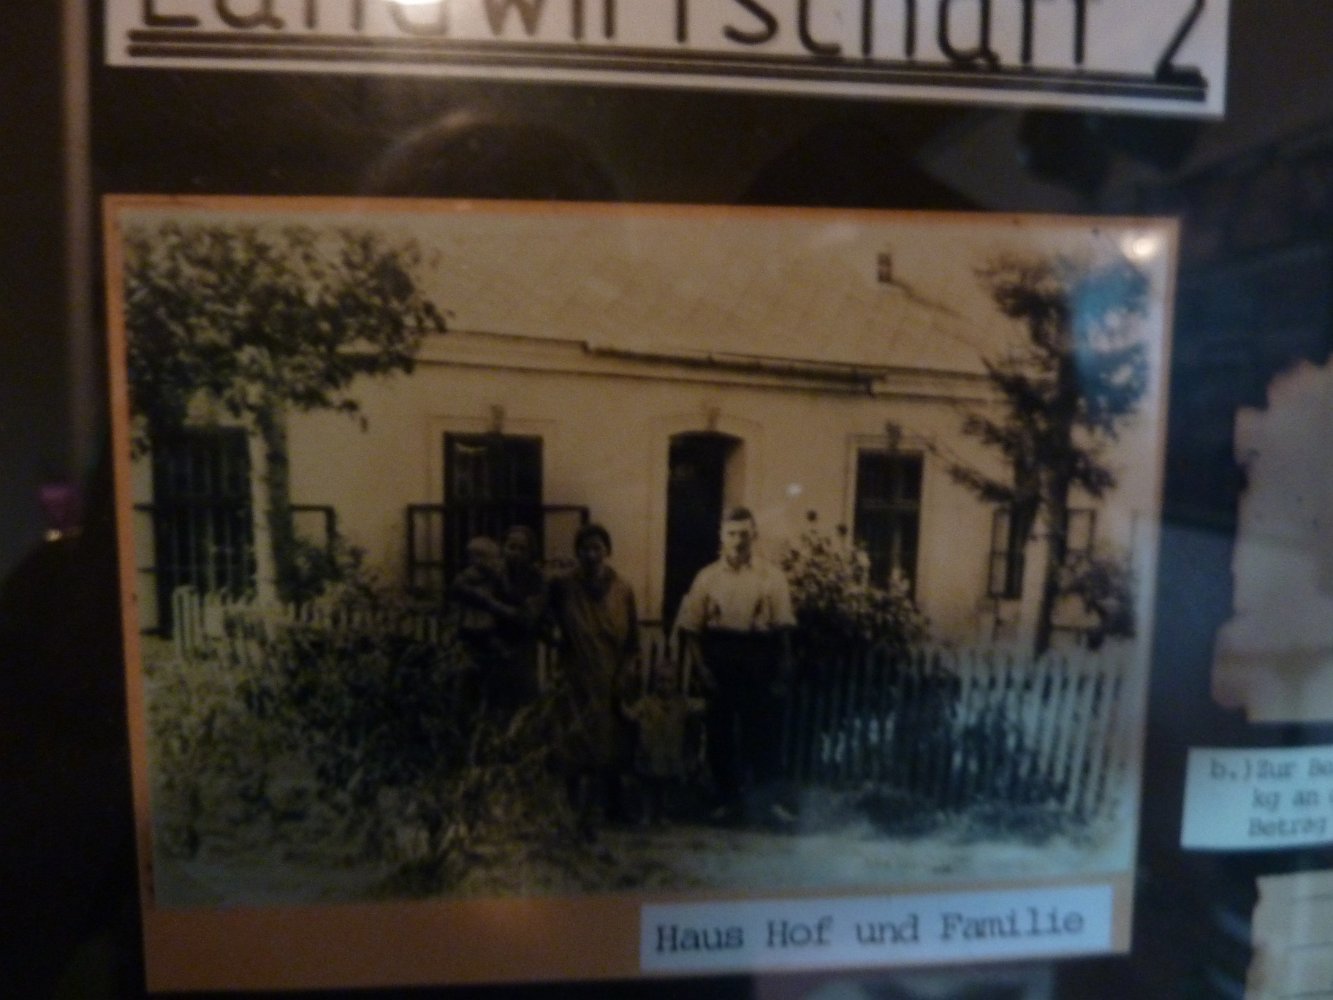 Landwirtschaft 2
Haus Hof und Familie
b.) Zur
kg an
Betrag